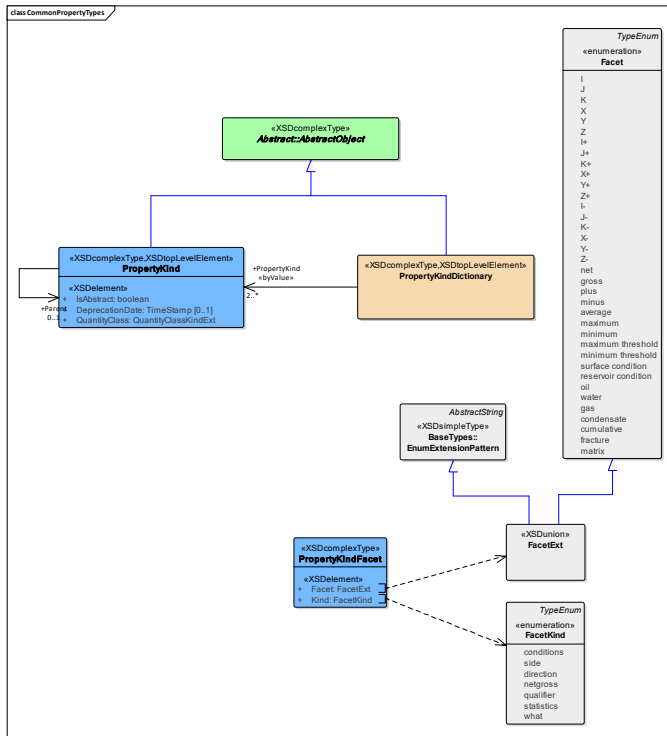 class CommonPropertyTypes
TypeEnum
«enumeration»
Facet
I
J
K
X
Y
Z
I+
J+
K+
X+
Y+
Z+
I-
J-
K-
X-
Y-
Z-
net
gross
plus
minus
average
maximum
minimum
maximum threshold
minimum threshold
surface condition
reservoir condition
oil
water
gas
condensate
cumulative
fracture
matrix
«XSDcomplexType»
Abstract::AbstractObject
«XSDcomplexType,XSDtopLevelElement»
PropertyKind
«XSDelement»
+ IsAbstract: boolean
+ DeprecationDate: TimeStamp [0..1]
+ QuantityClass: QuantityClassKindExt
+Parent
0..1
+PropertyKind
«byValue»
2..*
«XSDcomplexType,XSDtopLevelElement»
PropertyKindDictionary
AbstractString
«XSDsimpleType»
BaseTypes::
EnumExtensionPattern
«XSDunion»
FacetExt
«XSDcomplexType»
PropertyKindFacet
«XSDelement»
+ Facet: FacetExt
+ Kind: FacetKind
TypeEnum
«enumeration»
FacetKind
conditions
side
direction
netgross
qualifier
statistics
what